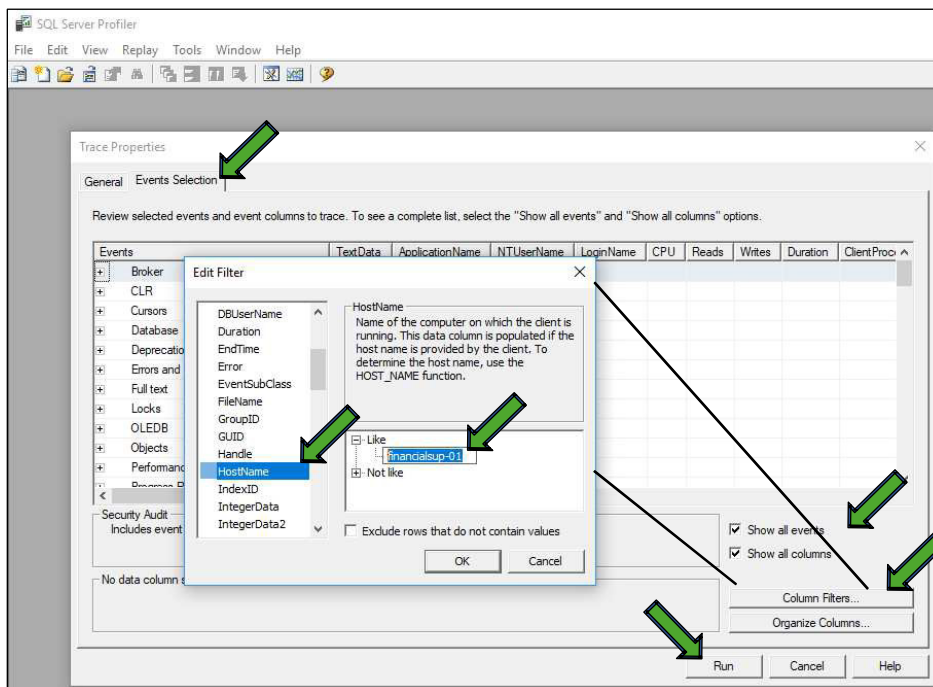 SQL Server Profiler
File Edit View Replay Tools Window Help
Trace Properties
General Events Selection
Review selected events and event columns to trace. To see a complete list, select the "Show all events" and "Show all columns" options.
Events TextData ApplicationName NTUserName LoginName CPU Reads Writes Duration ClientProc
Broker
CLR
Cursors
Database
Deprecatio
Errors and
Full text
Locks
OLEDB
Objects
Performanc
Edit Filter
DBUserName
Duration
EndTime
Error
EventSubClass
FileName
GroupID
GUID
Handle
HostName
IndexID
IntegerData
IntegerData2
HostName
Name of the computer on which the client is
running. This data column is populated if the
host name is provided by the client. To
determine the host name, use the
HOST_NAME function.
Like
financialsup-01
Not like
Exclude rows that do not contain values
OK Cancel
Security Audit
Includes event
No data column s
Show all events
Show all columns
Column Filters...
Organize Columns...
Run Cancel Help